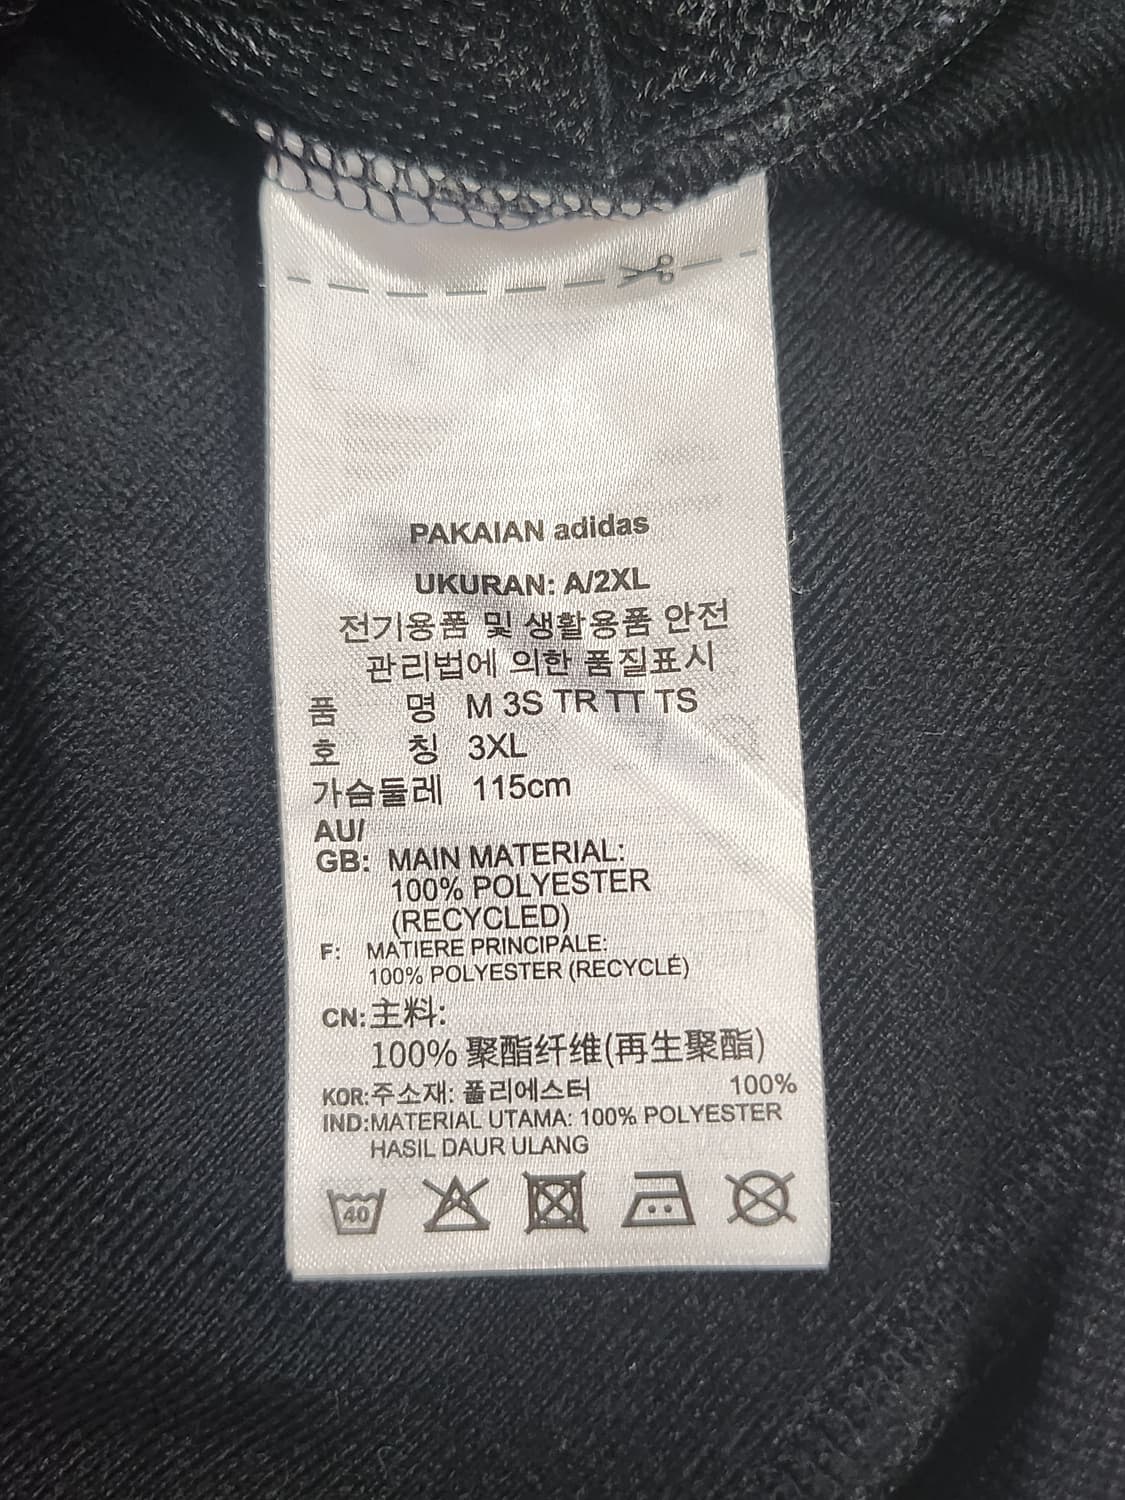 PAKAIAN adidas
UKURAN: A/2XL
전기용품 및 생활용품 안전
관리법에 의한 품질표시
품 명 M 3S TR TT TS
호 칭 3XL
가슴둘레 115cm
AU/
GB: MAIN MATERIAL:
100% POLYESTER
(RECYCLED)
F: MATIERE PRINCIPALE:
100% POLYESTER (RECYCLÉ)
CN: 主料:
100% 聚酯纤维(再生聚酯)
KOR: 주소재: 폴리에스터 100%
IND: MATERIAL UTAMA: 100% POLYESTER
HASIL DAUR ULANG
40